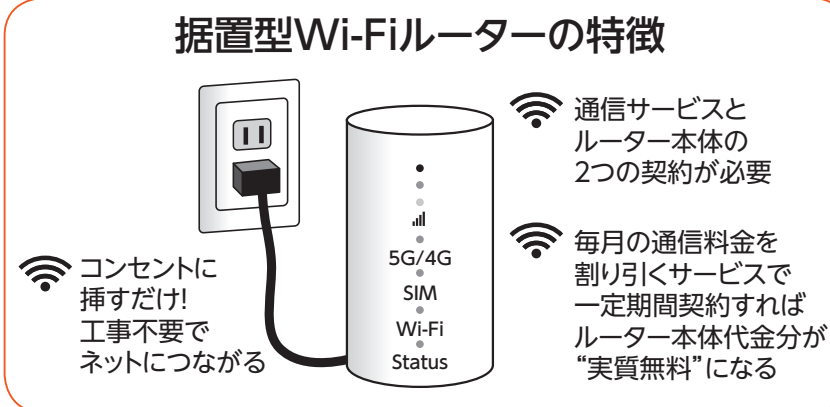 据置型Wi-Fiルーターの特徴
通信サービスと
ルーター本体の
2つの契約が必要
毎月の通信料金を
割り引くサービスで
一定期間契約すれば
ルーター本体代金分が
“実質無料”になる
コンセントに
挿すだけ!
工事不要で
ネットにつながる
5G/4G
SIM
Wi-Fi
Status